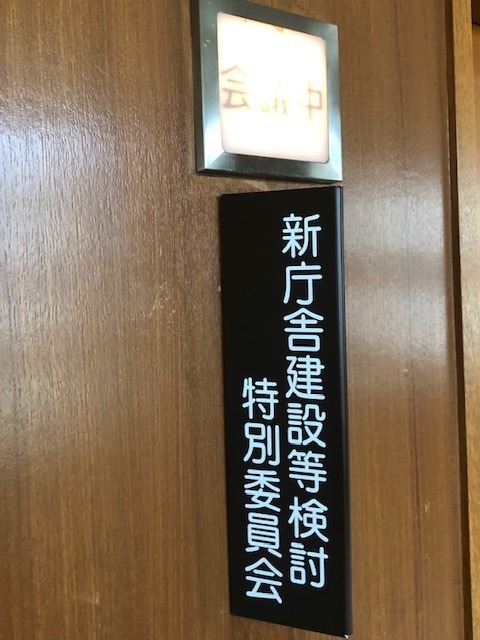 会議中
新庁舎建設等検討
特別委員会